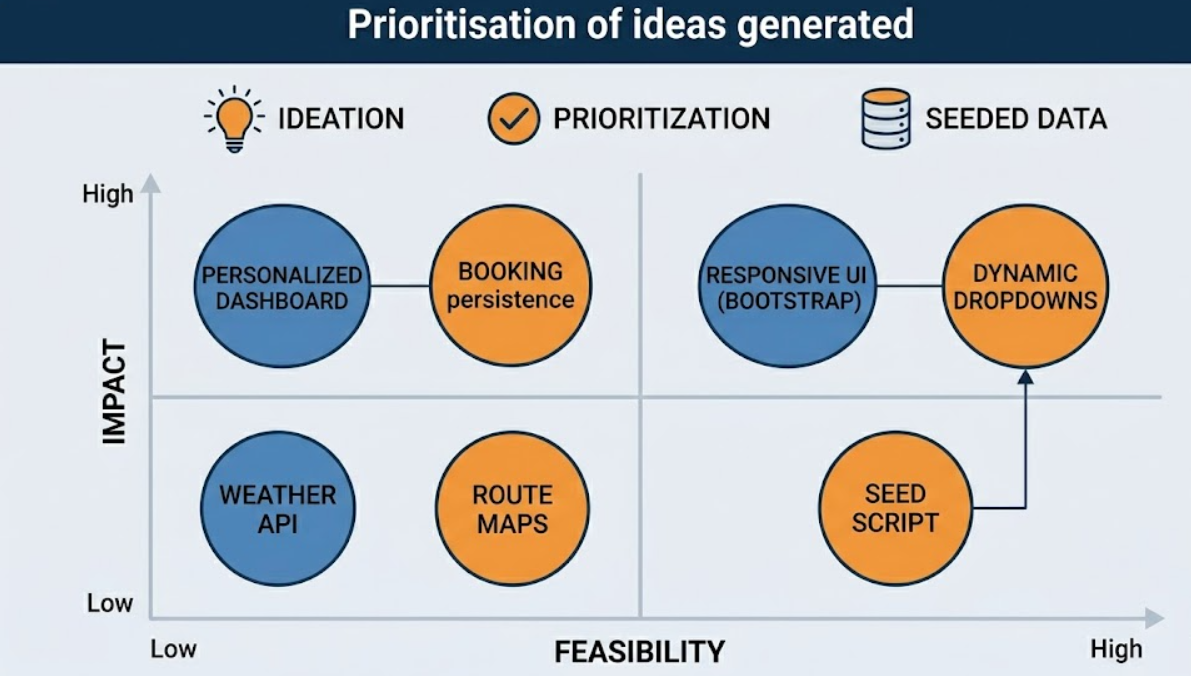 Prioritisation of ideas generated
IDEATION
PRIORITIZATION
SEEDED DATA
High
PERSONALIZED
DASHBOARD
BOOKING
persistence
RESPONSIVE UI
(BOOTSTRAP)
DYNAMIC
DROPDOWNS
IMPACT
WEATHER
API
ROUTE
MAPS
SEED
SCRIPT
Low
Low
FEASIBILITY
High